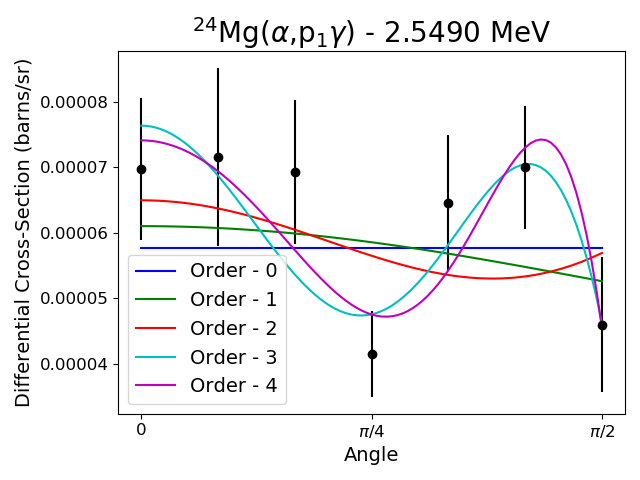 ²⁴Mg(α,p₁γ) - 2.5490 MeV
Differential Cross-Section (barns/sr)
0.00008
0.00007
0.00006
0.00005
0.00004
Order - 0
Order - 1
Order - 2
Order - 3
Order - 4
0 π/4 π/2
Angle